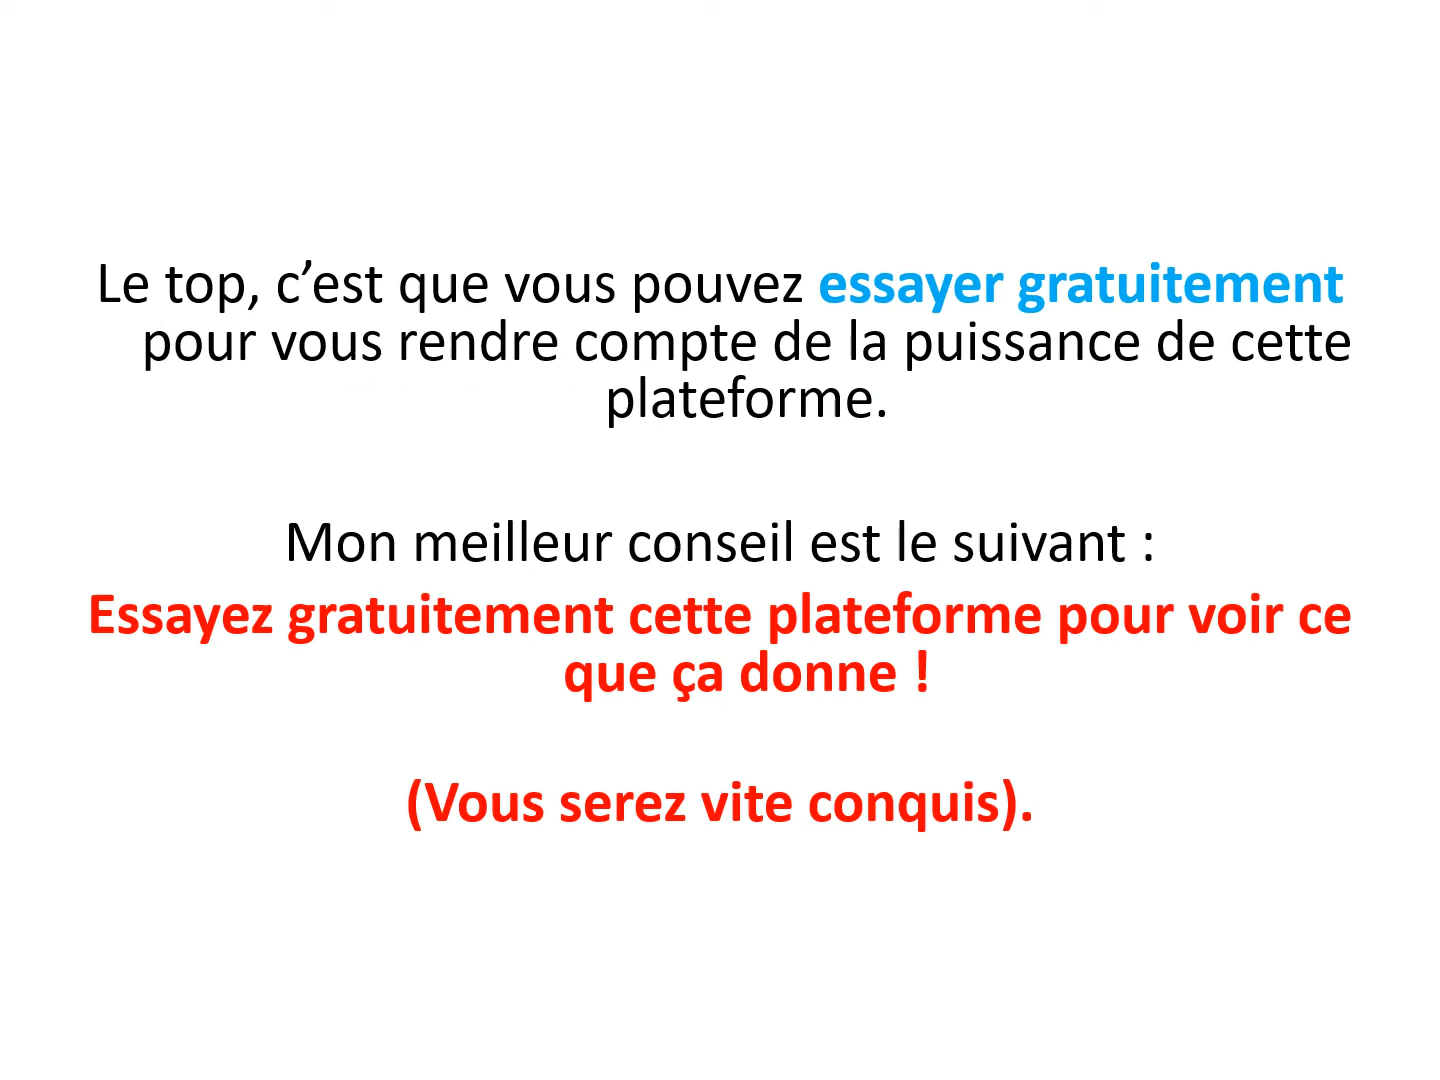 Le top, c’est que vous pouvez essayer gratuitement
pour vous rendre compte de la puissance de cette
plateforme.
Mon meilleur conseil est le suivant :
Essayez gratuitement cette plateforme pour voir ce
que ça donne !
(Vous serez vite conquis).